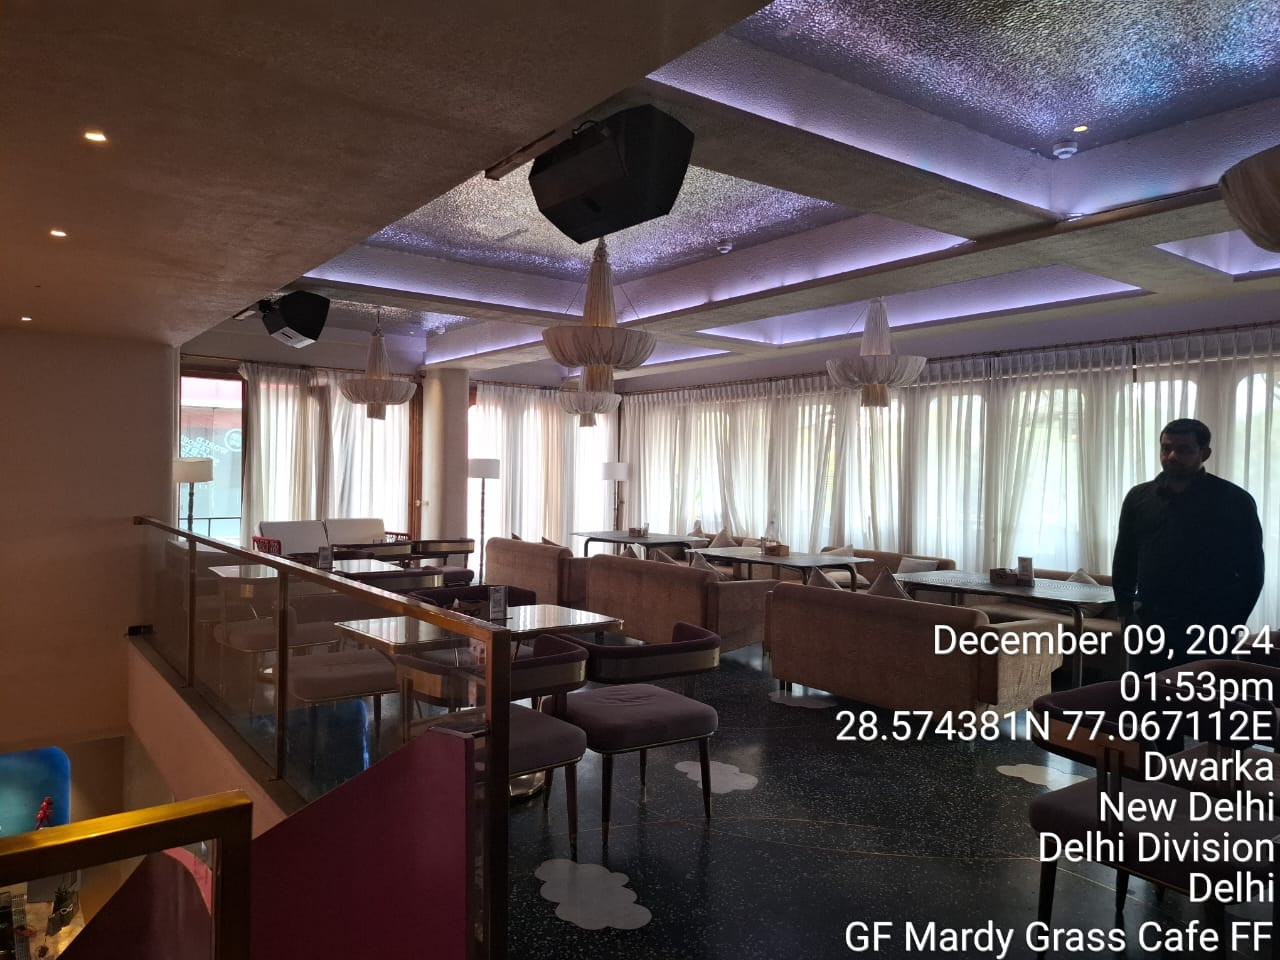 WORLD
December 09, 2024
01:53pm
28.574381N 77.067112E
Dwarka
New Delhi
Delhi Division
Delhi
GF Mardy Grass Cafe FF